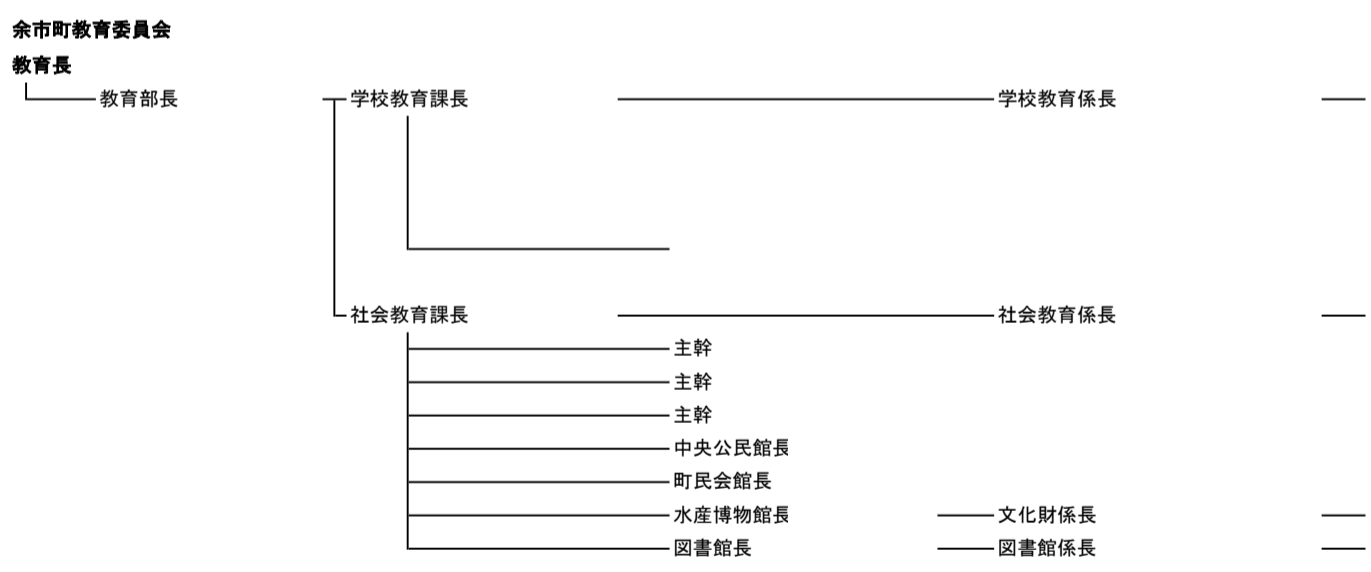 余市町教育委員会
教育長
教育部長 学校教育課長 学校教育係長
社会教育課長 社会教育係長
主幹
主幹
主幹
中央公民館長
町民会館長
水産博物館長 文化財係長
図書館長 図書館係長